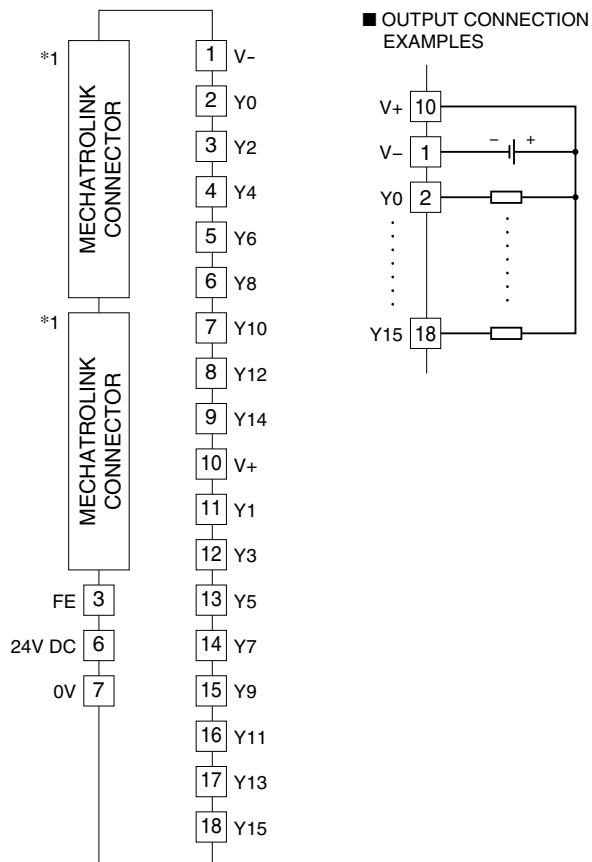 *1
MECHATROLINK
CONNECTOR
*1
MECHATROLINK
CONNECTOR
FE 3
24V DC 6
0V 7
1 V–
2 Y0
3 Y2
4 Y4
5 Y6
6 Y8
7 Y10
8 Y12
9 Y14
10 V+
11 Y1
12 Y3
13 Y5
14 Y7
15 Y9
16 Y11
17 Y13
18 Y15
■ OUTPUT CONNECTION
EXAMPLES
V+ 10
V– 1 – +
Y0 2
Y15 18